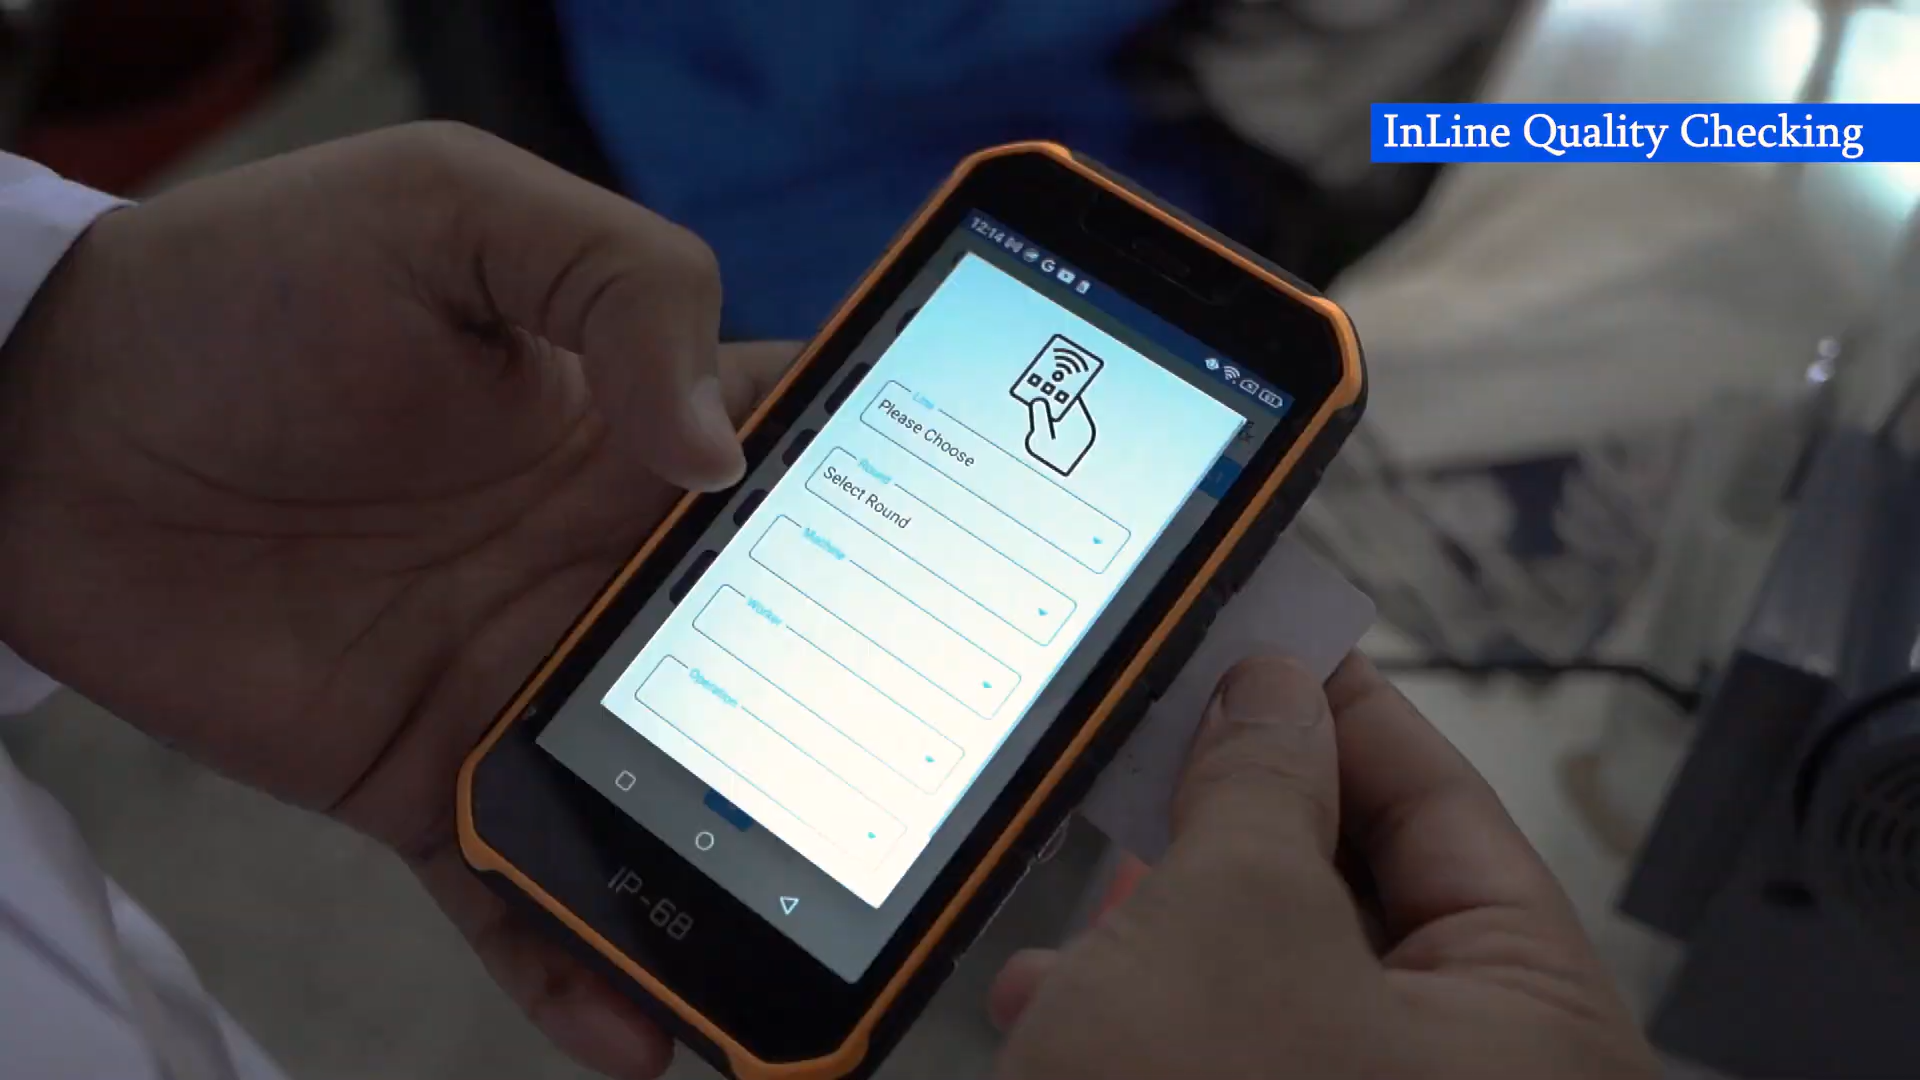 InLine Quality Checking
12:14
Line
Please Choose
Round
Select Round
Machine
Worker
Operation
IP-68